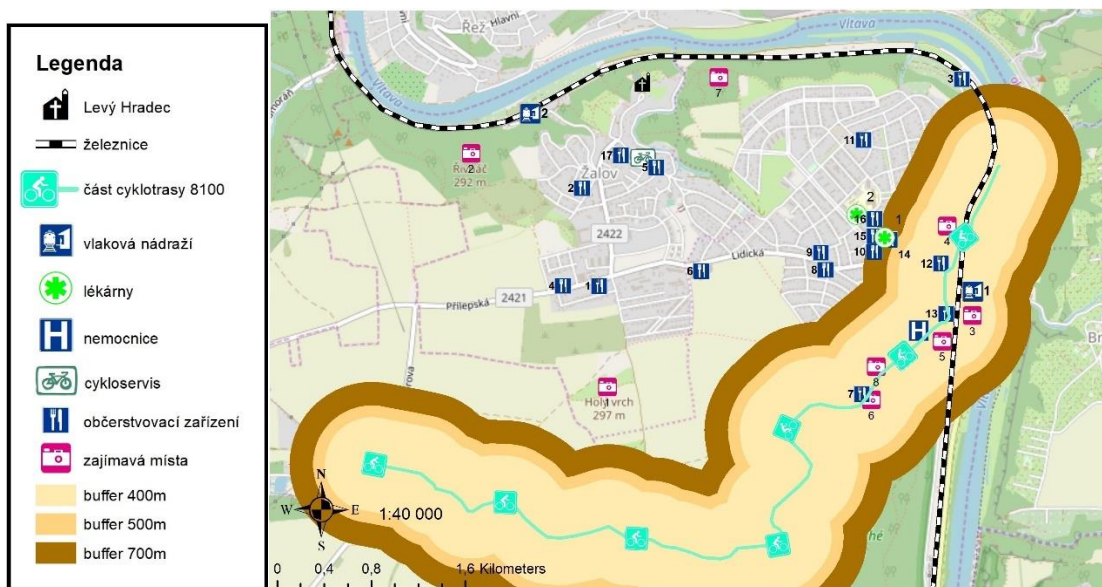 Legenda
Levý Hradec
železnice
část cyklotrasy 8100
vlaková nádraží
lékárny
nemocnice
cykloservis
občerstvovací zařízení
zajímavá místa
buffer 400m
buffer 500m
buffer 700m
Řež
Hlavní
Vltava
Vltava
3
7
2
11
17
5
2
Řivnáč
292 m
Žalov
2
2
16
1
15
10
14
4
2422
Lidická
9
8
6
12
4
1
1
Přílepská
2421
13
3
5
8
1
Holý vrch
297 m
7
6
N
W
E
S
1:40 000
0
0,4
0,8
1,6 Kilometers